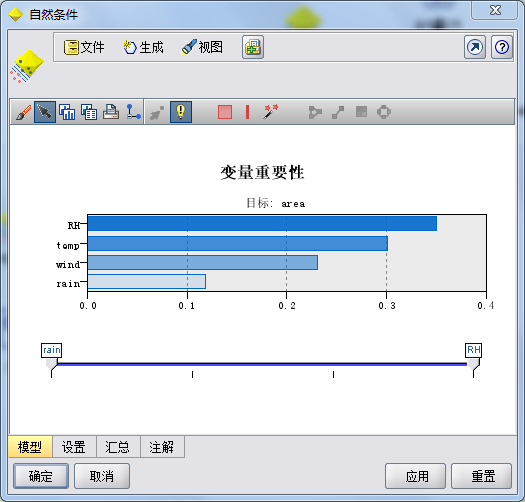 自然条件
文件 生成 视图
变量重要性
目标: area
RH
temp
wind
rain
0.0 0.1 0.2 0.3 0.4
rain RH
模型 设置 汇总 注解
确定 取消 应用 重置